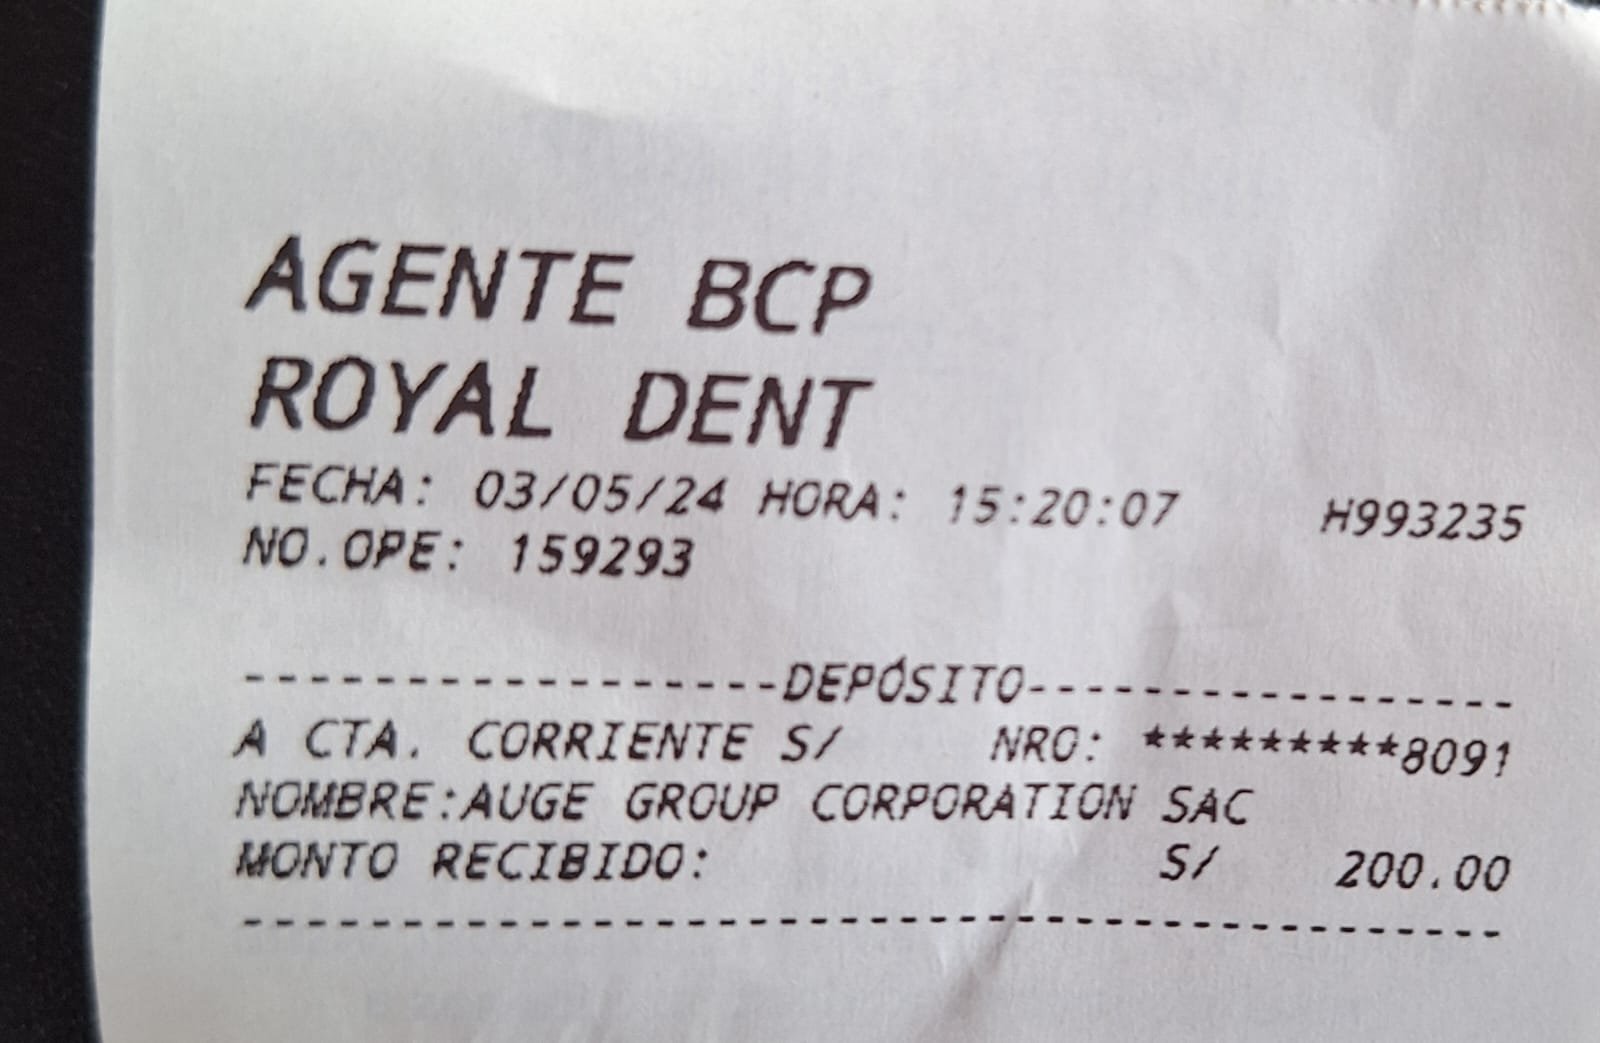 AGENTE BCP
ROYAL DENT
FECHA: 03/05/24 HORA: 15:20:07 H993235
NO.OPE: 159293
------------------DEPÓSITO-----------------
A CTA. CORRIENTE S/ NRO: *********8091
NOMBRE:AUGE GROUP CORPORATION SAC
MONTO RECIBIDO: S/ 200.00
-------------------------------------------